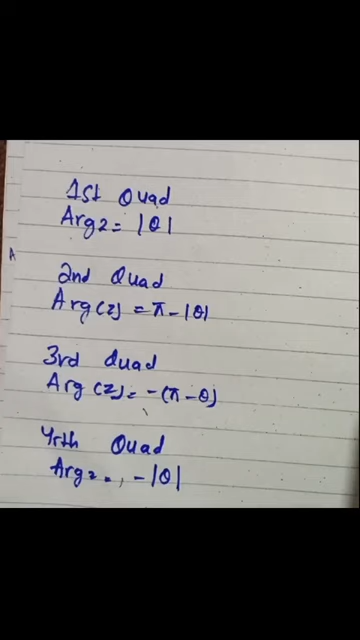 1st Quad
Arg z = |θ|
2nd Quad
Arg(z) = π - |θ|
3rd Quad
Arg (z) = -(π - θ)
4rth Quad
Arg z = -|θ|